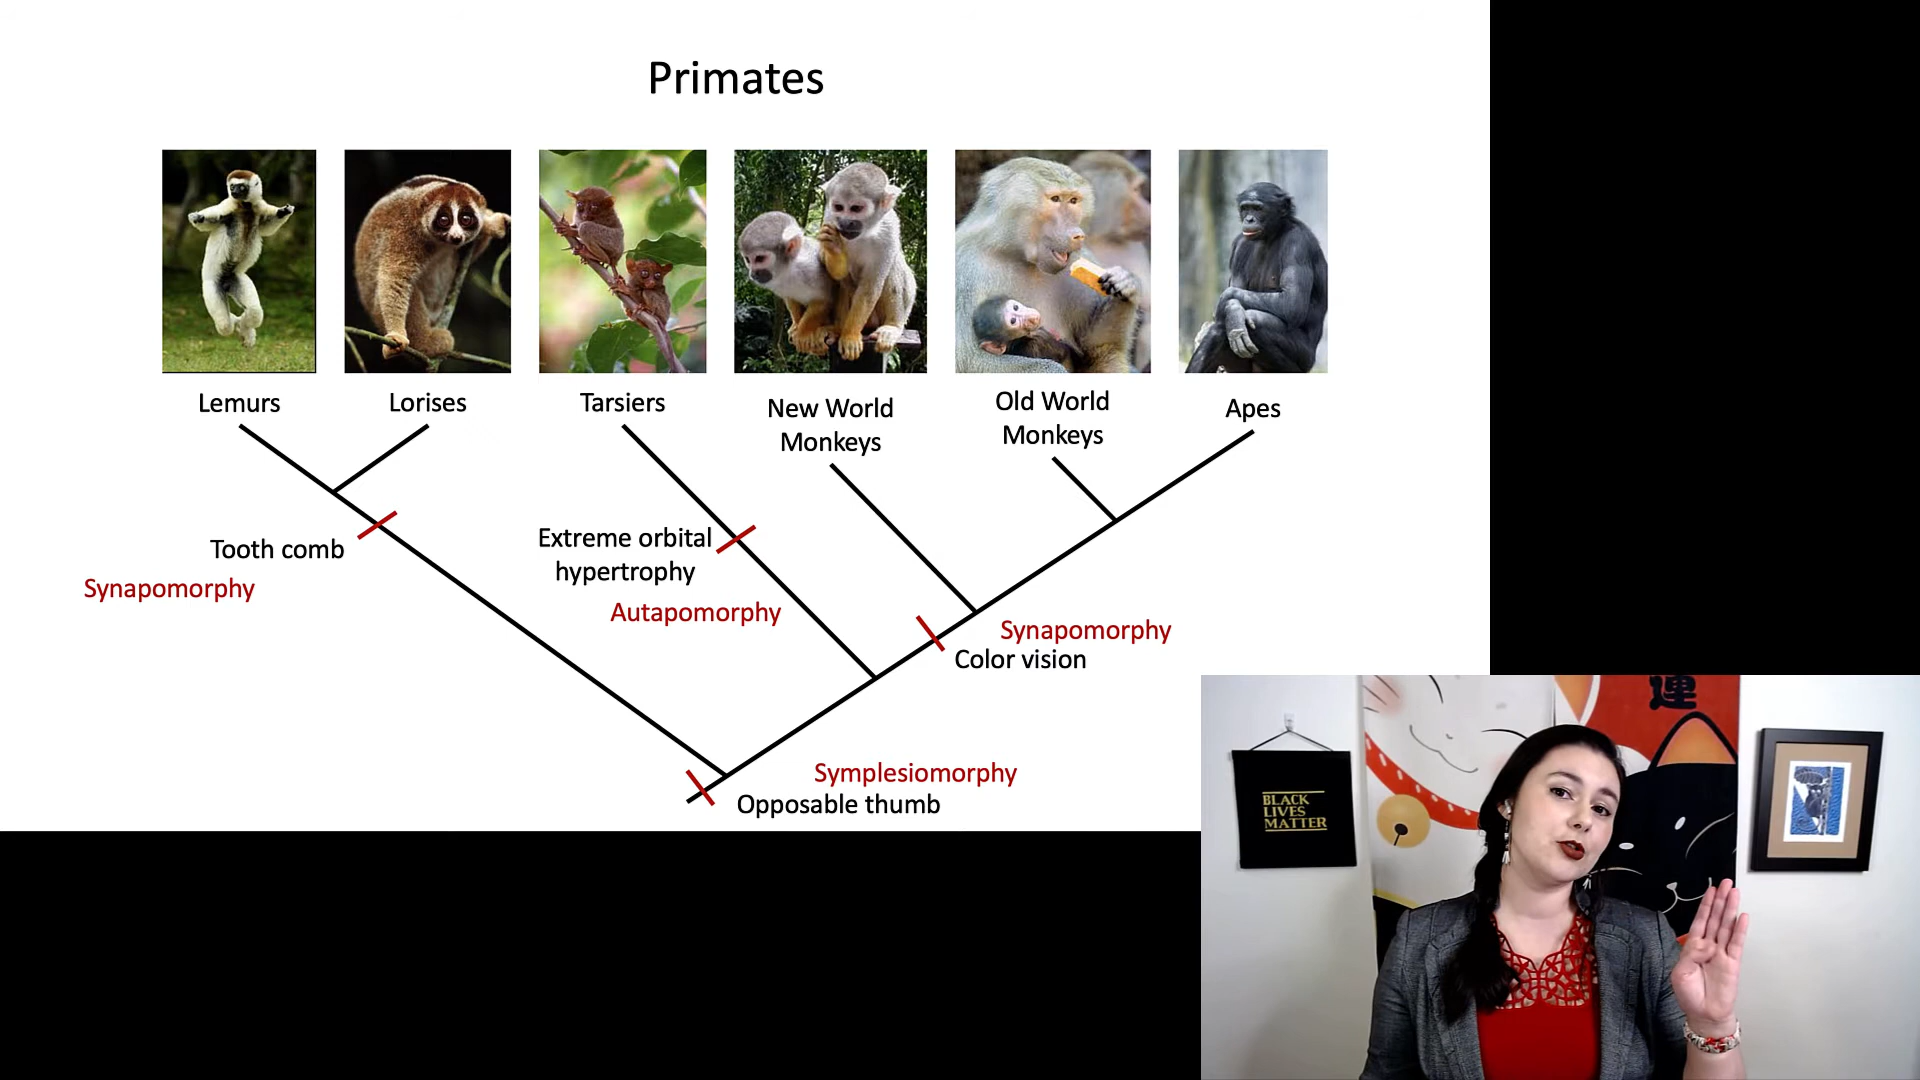 Primates
Lemurs
Lorises
Tarsiers
New World
Monkeys
Old World
Monkeys
Apes
Tooth comb
Synapomorphy
Extreme orbital
hypertrophy
Autapomorphy
Synapomorphy
Color vision
Symplesiomorphy
Opposable thumb
運
BLACK
LIVES
MATTER